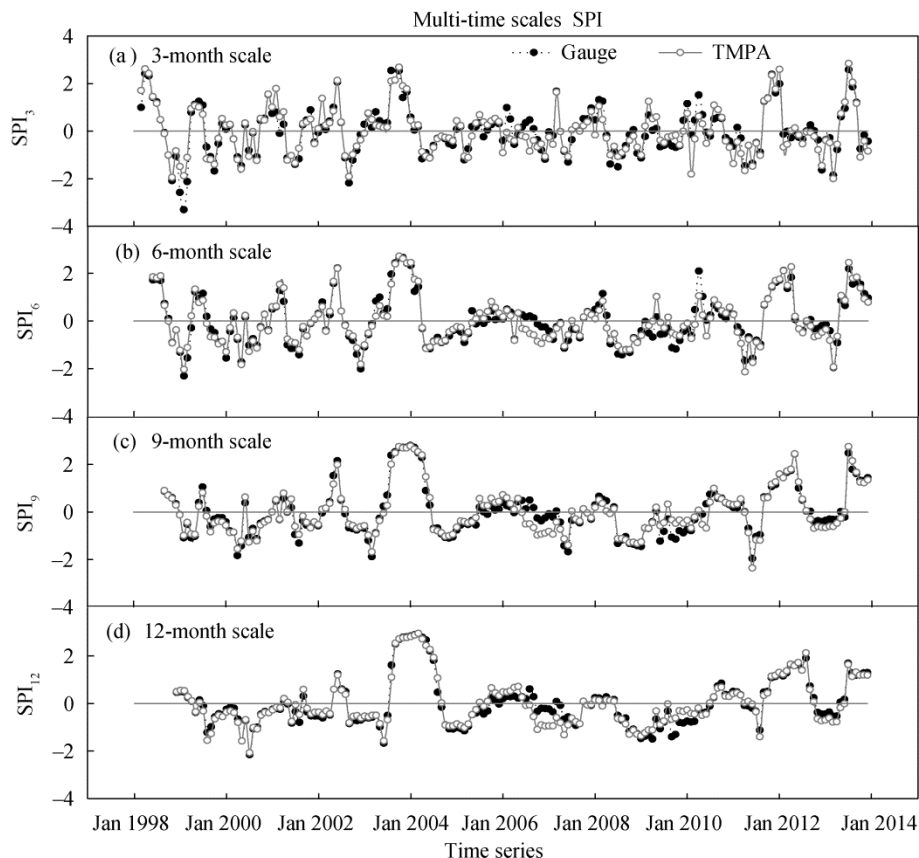 Multi-time scales SPI
4
(a) 3-month scale
Gauge
TMPA
2
SPI3
0
–2
–4
(b) 6-month scale
2
SPI6
0
–2
–4
(c) 9-month scale
2
SPI9
0
–2
–4
(d) 12-month scale
2
SPI12
0
–2
–4
Jan 1998 Jan 2000 Jan 2002 Jan 2004 Jan 2006 Jan 2008 Jan 2010 Jan 2012 Jan 2014
Time series